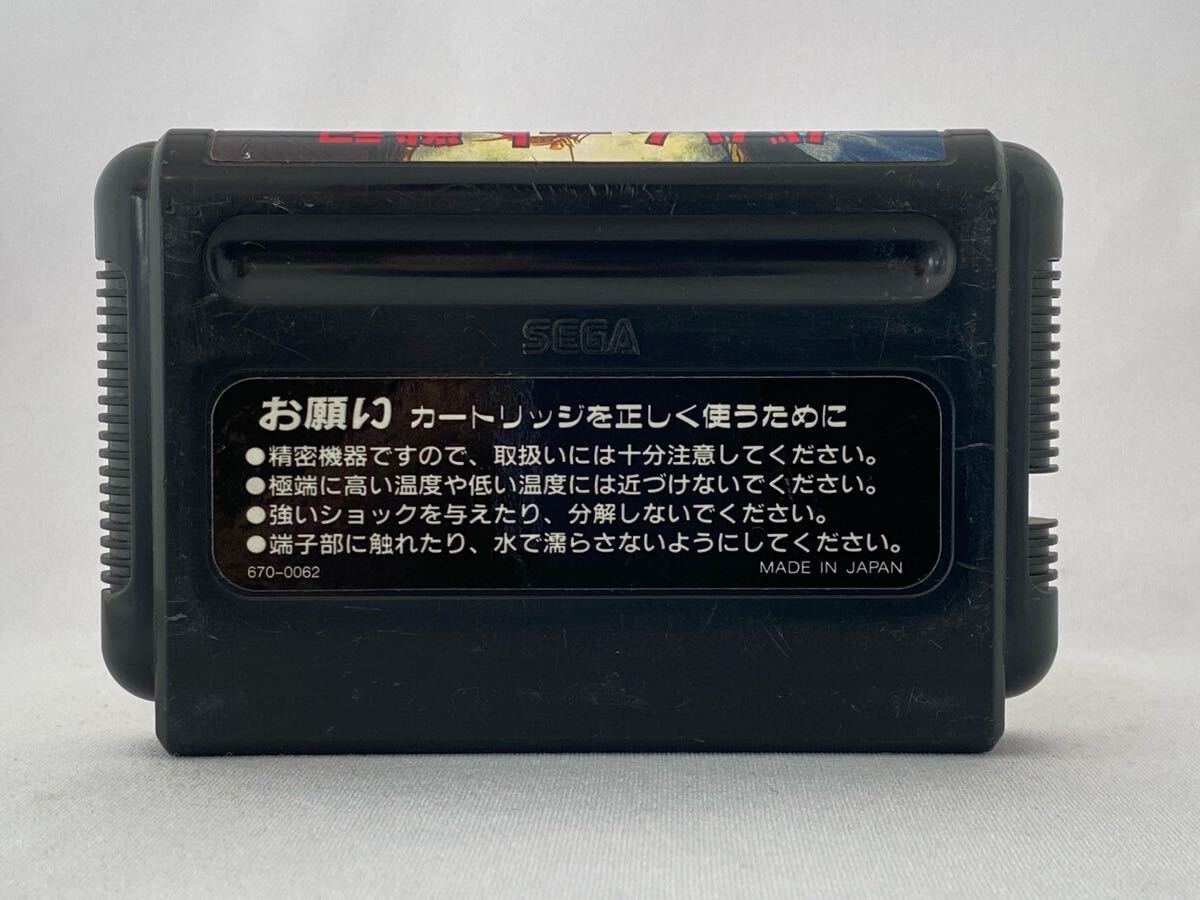 SEGA
お願い カートリッジを正しく使うために
●精密機器ですので、取扱いには十分注意してください。
●極端に高い温度や低い温度には近づけないでください。
●強いショックを与えたり、分解しないでください。
●端子部に触れたり、水で濡らさないようにしてください。
670-0062 MADE IN JAPAN